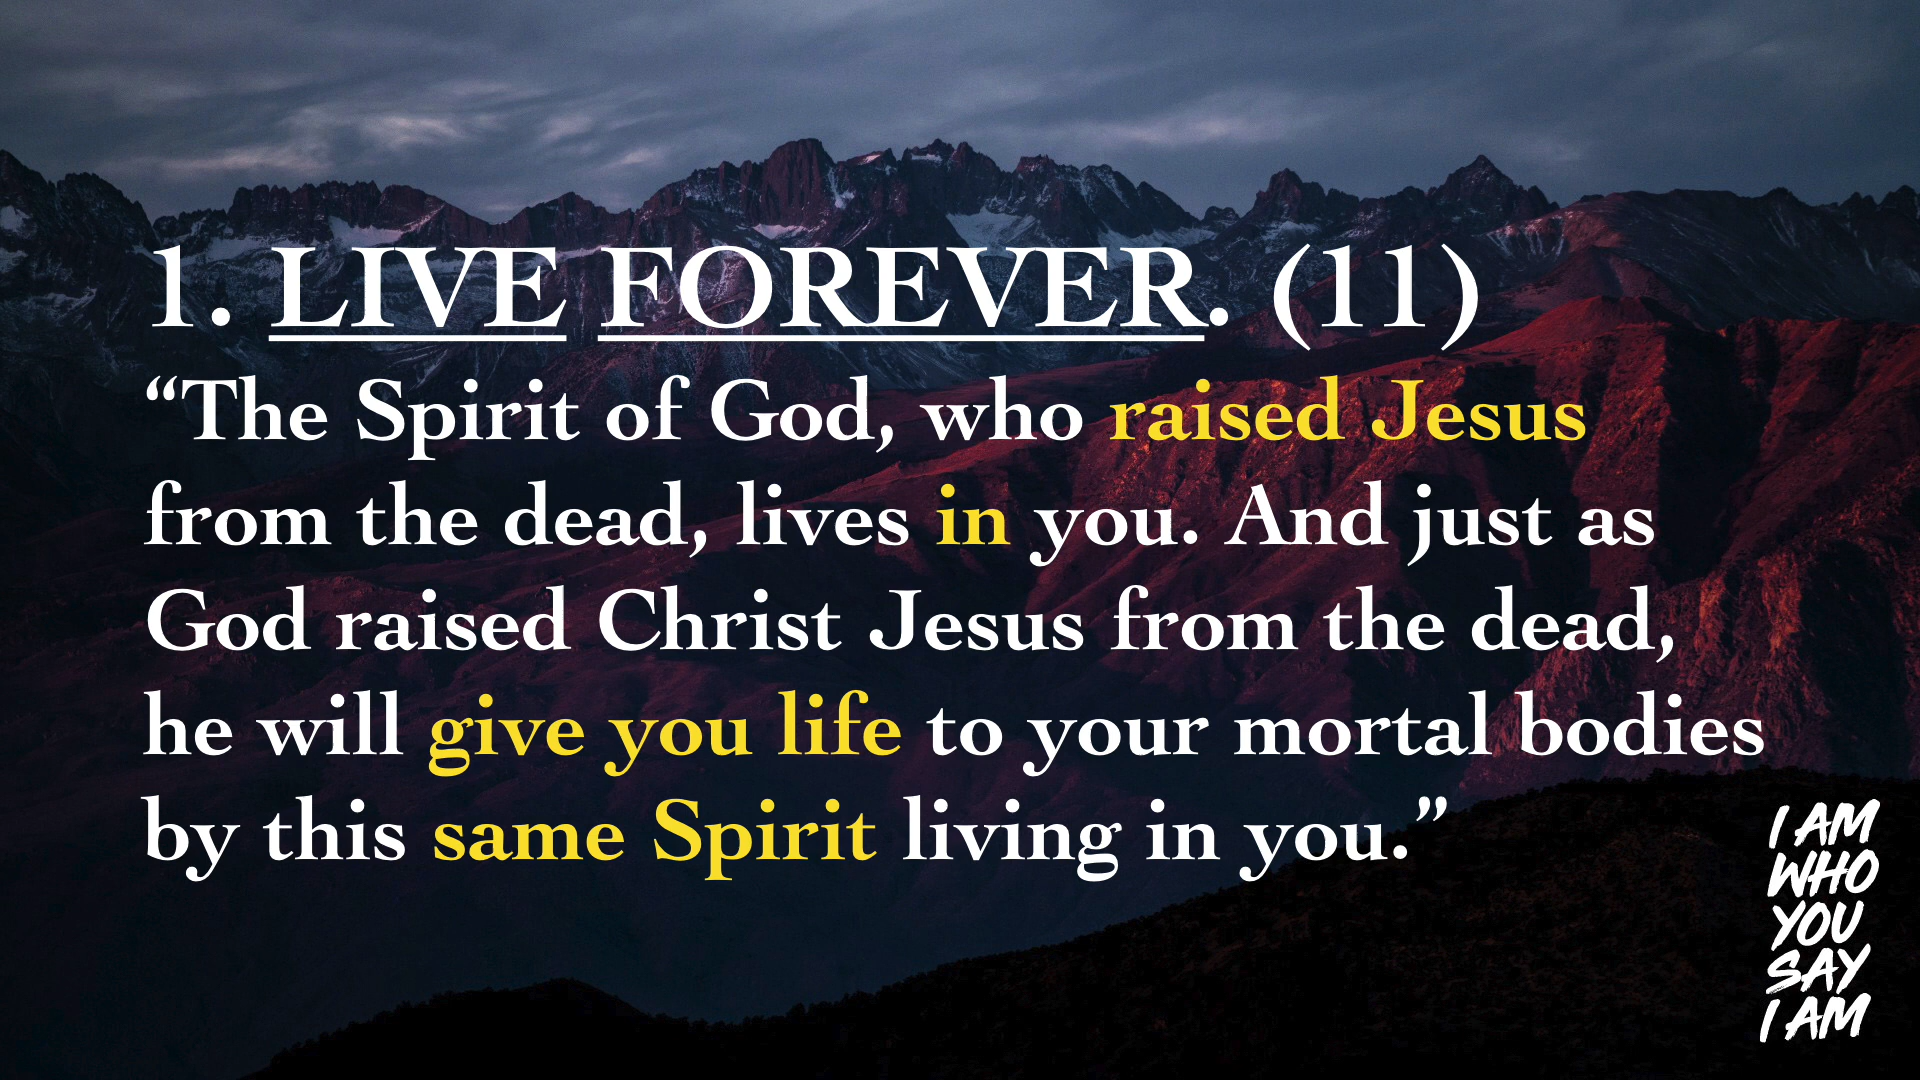 1. LIVE FOREVER. (11)
“The Spirit of God, who raised Jesus
from the dead, lives in you. And just as
God raised Christ Jesus from the dead,
he will give you life to your mortal bodies
by this same Spirit living in you.”
I AM
WHO
YOU
SAY
I AM